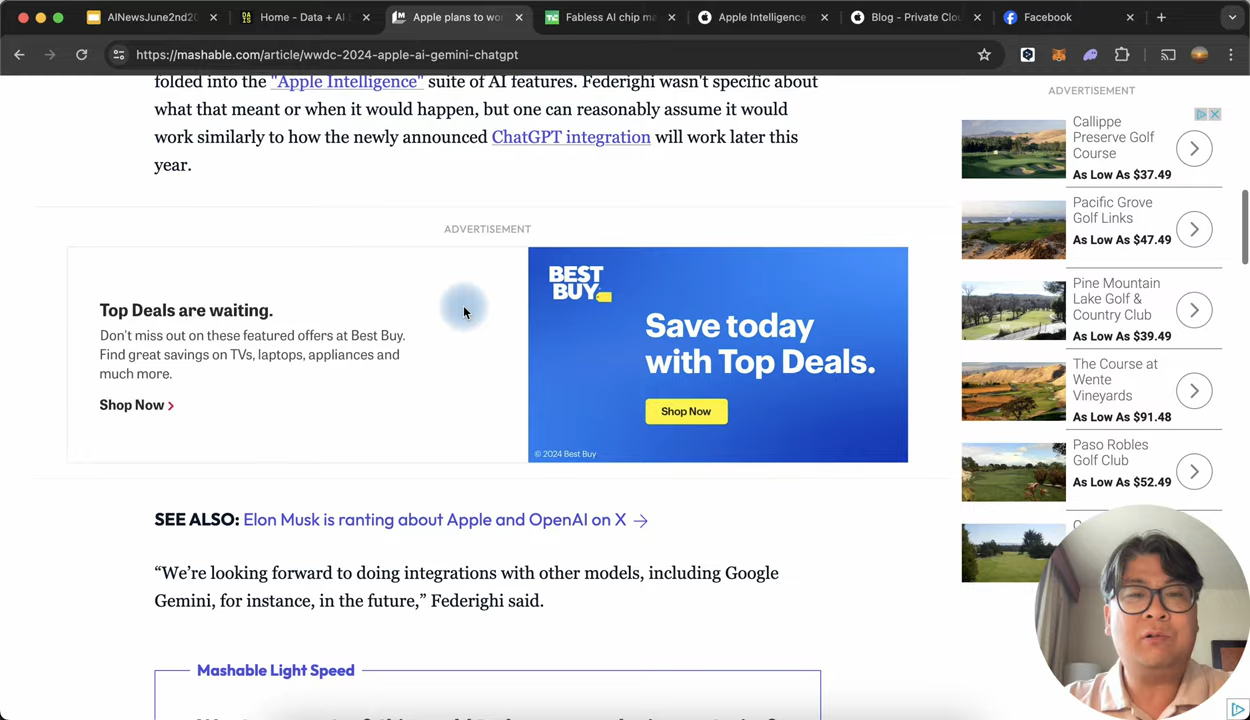 AINewsJune2nd20
Home - Data + AI
Apple plans to wo
Fabless AI chip ma
Apple Intelligence
Blog - Private Clou
Facebook
https://mashable.com/article/wwdc-2024-apple-ai-gemini-chatgpt
folded into the "Apple Intelligence" suite of AI features. Federighi wasn't specific about
what that meant or when it would happen, but one can reasonably assume it would
work similarly to how the newly announced ChatGPT integration will work later this
year.
ADVERTISEMENT
Top Deals are waiting.
Don't miss out on these featured offers at Best Buy.
Find great savings on TVs, laptops, appliances and
much more.
Shop Now
BEST
BUY
Save today
with Top Deals.
Shop Now
© 2024 Best Buy
SEE ALSO: Elon Musk is ranting about Apple and OpenAI on X →
“We’re looking forward to doing integrations with other models, including Google
Gemini, for instance, in the future,” Federighi said.
Mashable Light Speed
ADVERTISEMENT
Callippe
Preserve Golf
Course
As Low As $37.49
Pacific Grove
Golf Links
As Low As $47.49
Pine Mountain
Lake Golf &
Country Club
As Low As $39.49
The Course at
Wente
Vineyards
As Low As $91.48
Paso Robles
Golf Club
As Low As $52.49